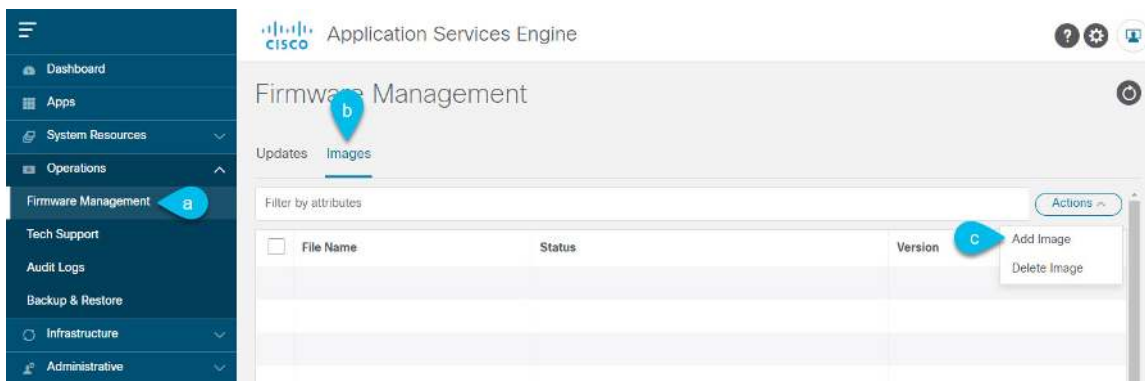 CISCO Application Services Engine
?
Dashboard
Apps
System Resources
Operations
Firmware Management
Tech Support
Audit Logs
Backup & Restore
Infrastructure
Administrative
a
Firmware Management
b
Updates Images
Filter by attributes Actions
File Name Status Version
c
Add Image
Delete Image